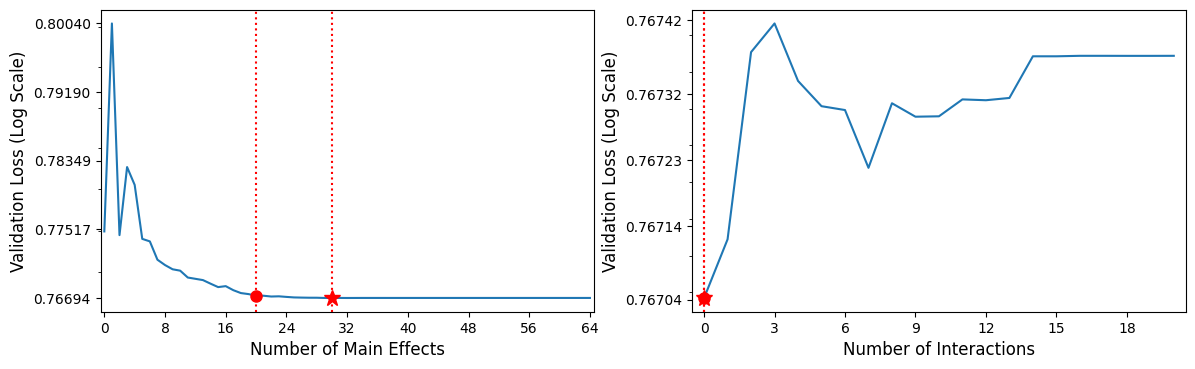 Validation Loss (Log Scale)
0.80040
0.79190
0.78349
0.77517
0.76694
0 8 16 24 32 40 48 56 64
Number of Main Effects
Validation Loss (Log Scale)
0.76742
0.76732
0.76723
0.76714
0.76704
0 3 6 9 12 15 18
Number of Interactions